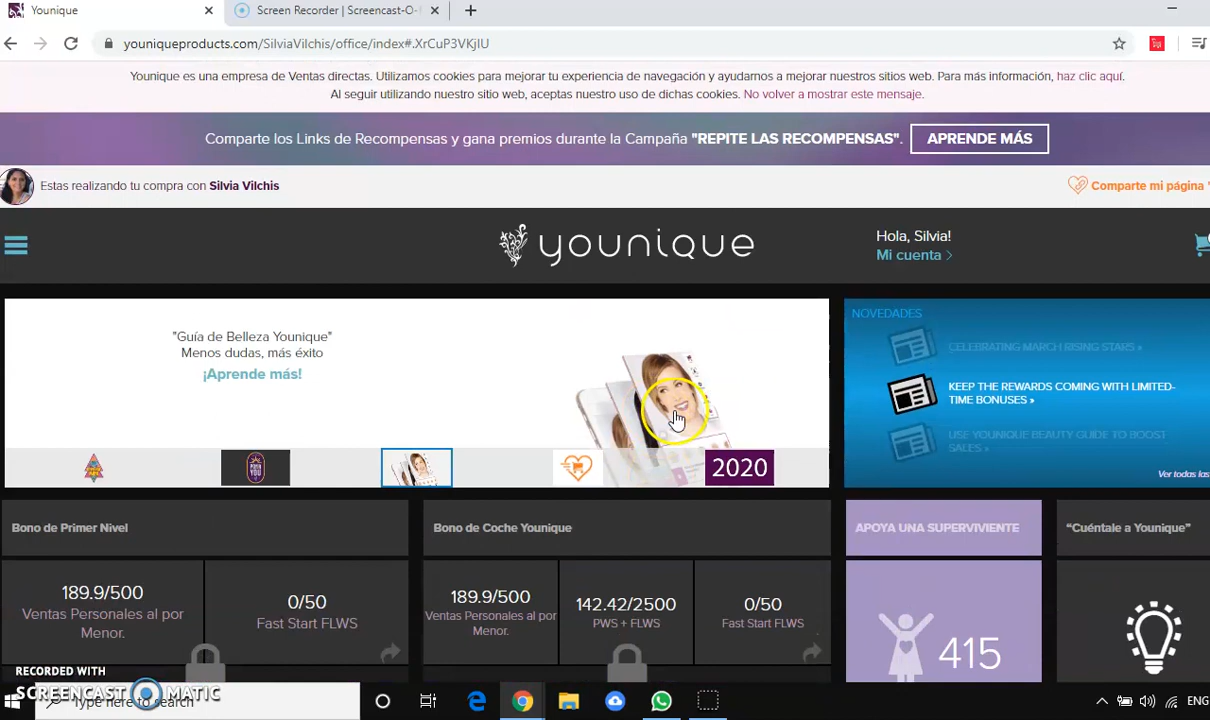 Younique
Screen Recorder | Screencast-O-
youniqueproducts.com/SilviaVilchis/office/index#.XrCuP3VKjIU
Younique es una empresa de Ventas directas. Utilizamos cookies para mejorar tu experiencia de navegación y ayudarnos a mejorar nuestros sitios web. Para más información, haz clic aquí.
Al seguir utilizando nuestro sitio web, aceptas nuestro uso de dichas cookies. No volver a mostrar este mensaje.
Comparte los Links de Recompensas y gana premios durante la Campaña "REPITE LAS RECOMPENSAS". APRENDE MÁS
Estas realizando tu compra con Silvia Vilchis
Comparte mi página
younique
Hola, Silvia!
Mi cuenta >
"Guía de Belleza Younique"
Menos dudas, más éxito
¡Aprende más!
2020
NOVEDADES
CELEBRATING MARCH RISING STARS »
KEEP THE REWARDS COMING WITH LIMITED-
TIME BONUSES »
USE YOUNIQUE BEAUTY GUIDE TO BOOST
SALES »
Ver todas las
Bono de Primer Nivel
189.9/500
Ventas Personales al por
Menor.
0/50
Fast Start FLWS
Bono de Coche Younique
189.9/500
Ventas Personales al por
Menor.
142.42/2500
PWS + FLWS
0/50
Fast Start FLWS
APOYA UNA SUPERVIVIENTE
415
“Cuéntale a Younique”
RECORDED WITH
SCREENCAST MATIC
Type here to search
ENG